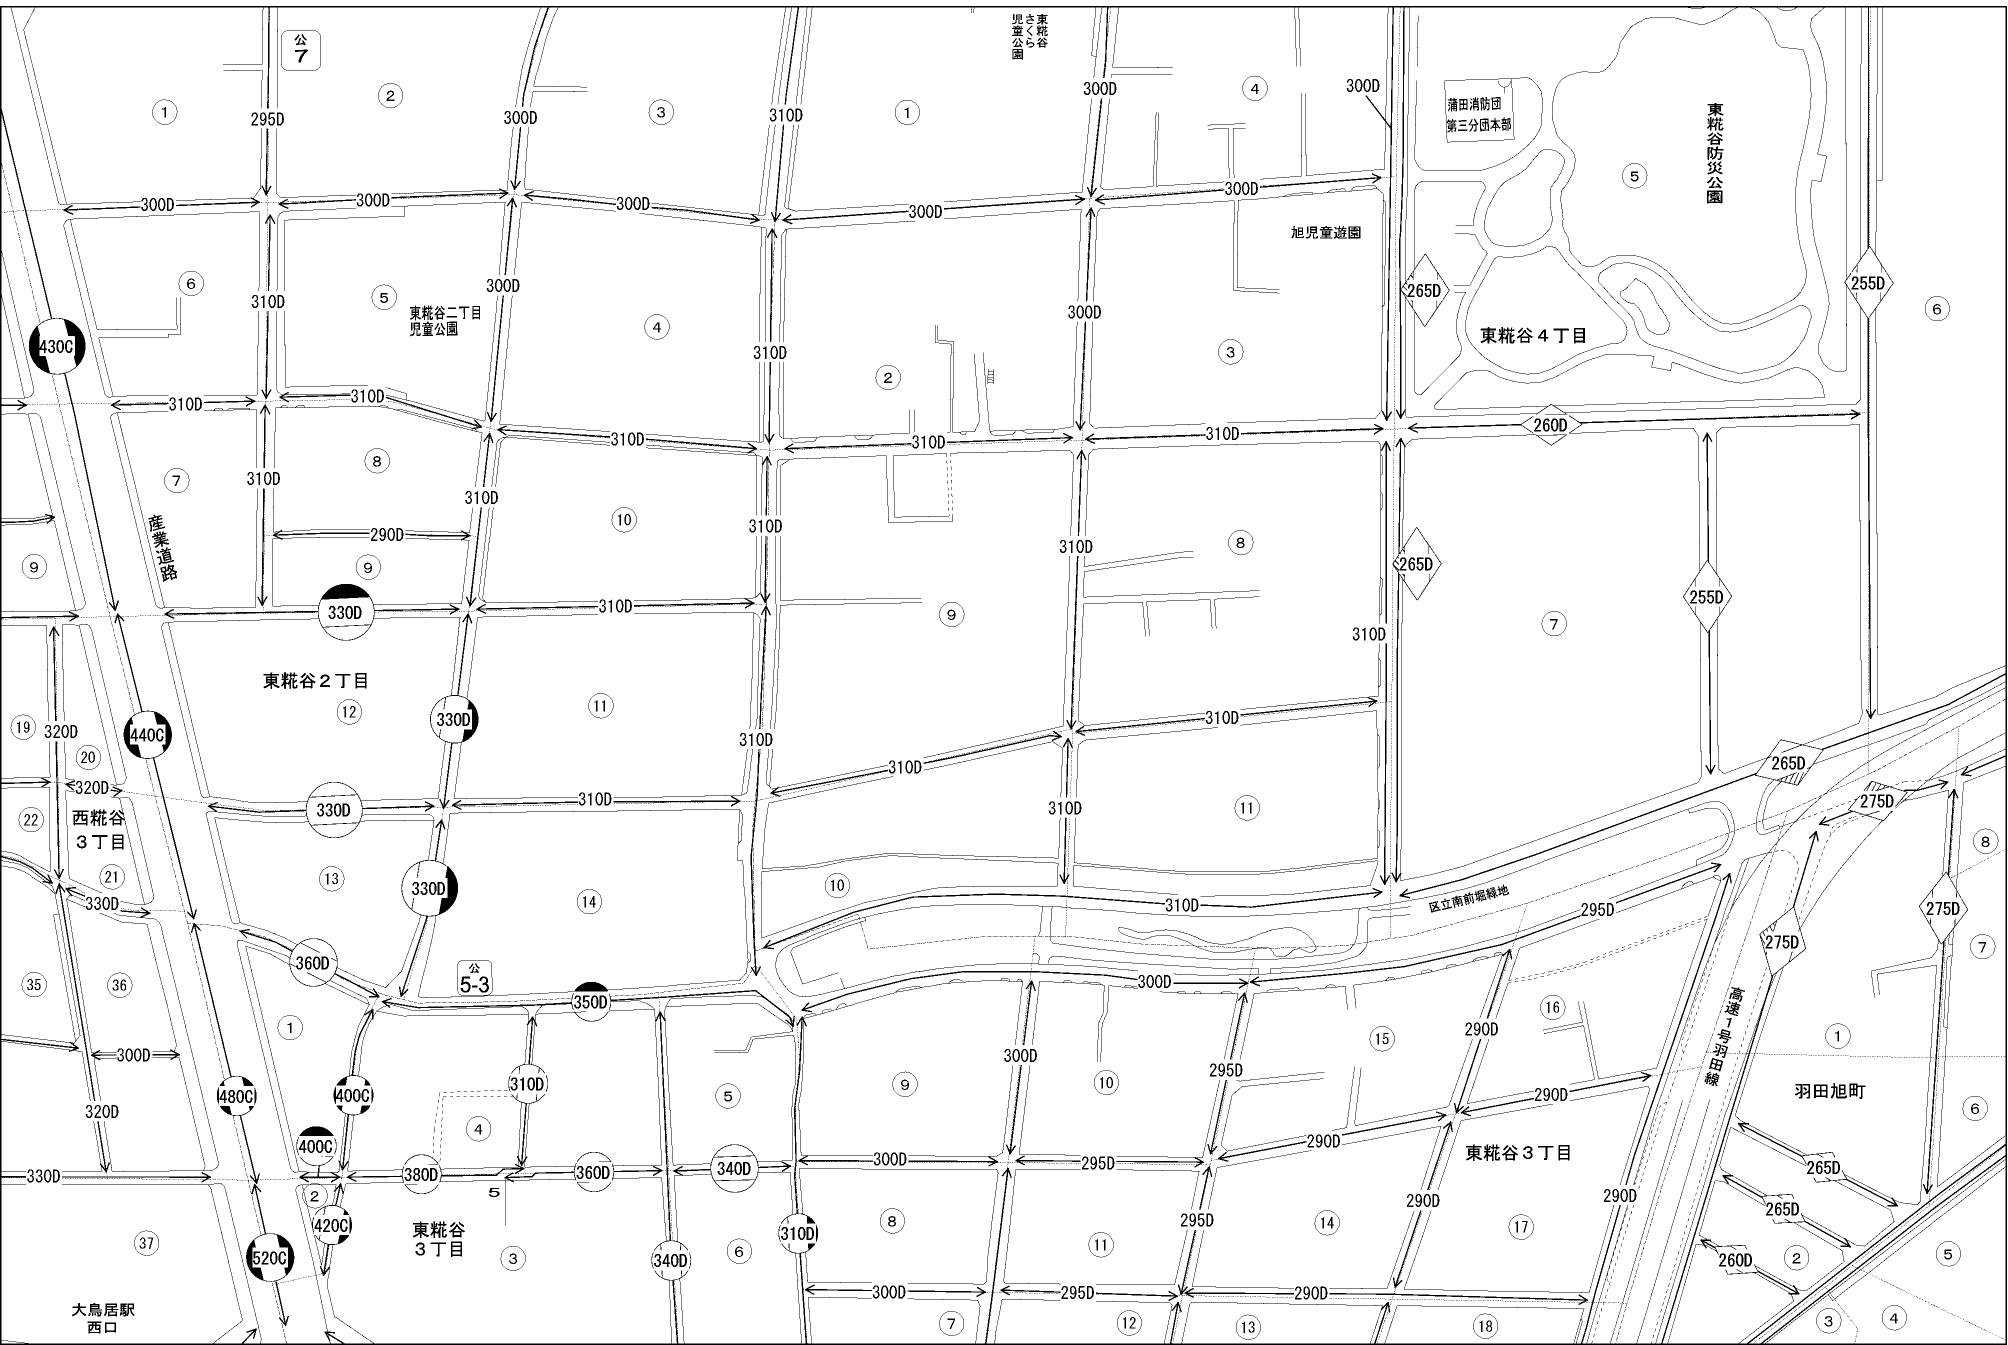 公
7
東糀谷
さくら
児童公園
①
②
③
①
④
300D
蒲田消防団
第三分団本部
東糀谷防災公園
295D
300D
310D
300D
⑤
300D
300D
300D
300D
300D
旭児童遊園
⑥
310D
⑤
東糀谷二丁目
児童公園
300D
④
310D
300D
③
265D
255D
⑥
東糀谷4丁目
430C
②
310D
310D
310D
310D
310D
260D
⑦
310D
⑧
310D
⑩
310D
310D
⑧
265D
産業道路
290D
⑨
⑨
330D
310D
⑨
310D
255D
⑦
東糀谷2丁目
⑫
330D
⑪
310D
310D
⑲
320D
⑳
440C
265D
320D
330D
310D
310D
310D
⑪
275D
㉒
西糀谷
3丁目
⑧
㉑
⑬
330D
⑭
⑩
310D
区立南前堀緑地
295D
275D
330D
360D
公
5-3
350D
300D
275D
⑦
㉟
㊱
①
⑯
高速1号羽田線
290D
⑮
①
300D
300D
295D
羽田旭町
480C
400C
310D
⑤
⑨
⑩
290D
⑥
320D
④
400C
290D
東糀谷3丁目
330D
380D
360D
340D
300D
295D
265D
②
5
420C
290D
290D
265D
㊲
東糀谷
3丁目
③
340D
⑥
310D
⑧
⑪
295D
⑭
⑰
520C
260D
②
⑤
大鳥居駅
西口
300D
295D
290D
⑦
⑫
⑬
⑱
③
④